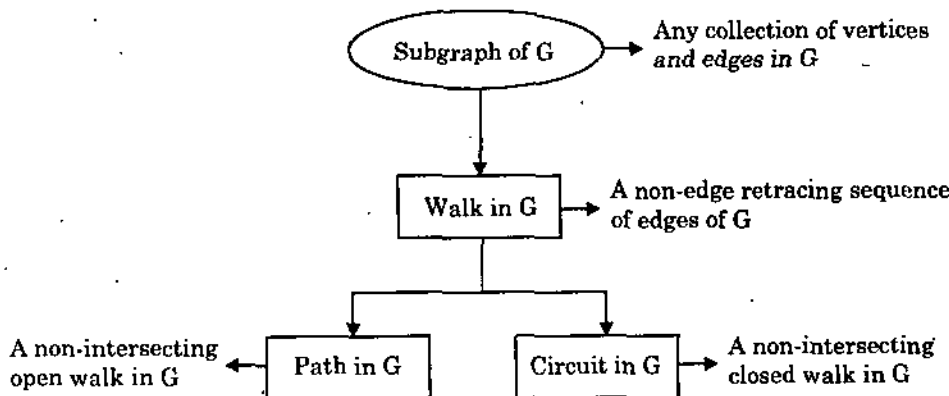 Subgraph of G
Any collection of vertices
and edges in G
Walk in G
A non-edge retracing sequence
of edges of G
A non-intersecting
open walk in G
Path in G
Circuit in G
A non-intersecting
closed walk in G